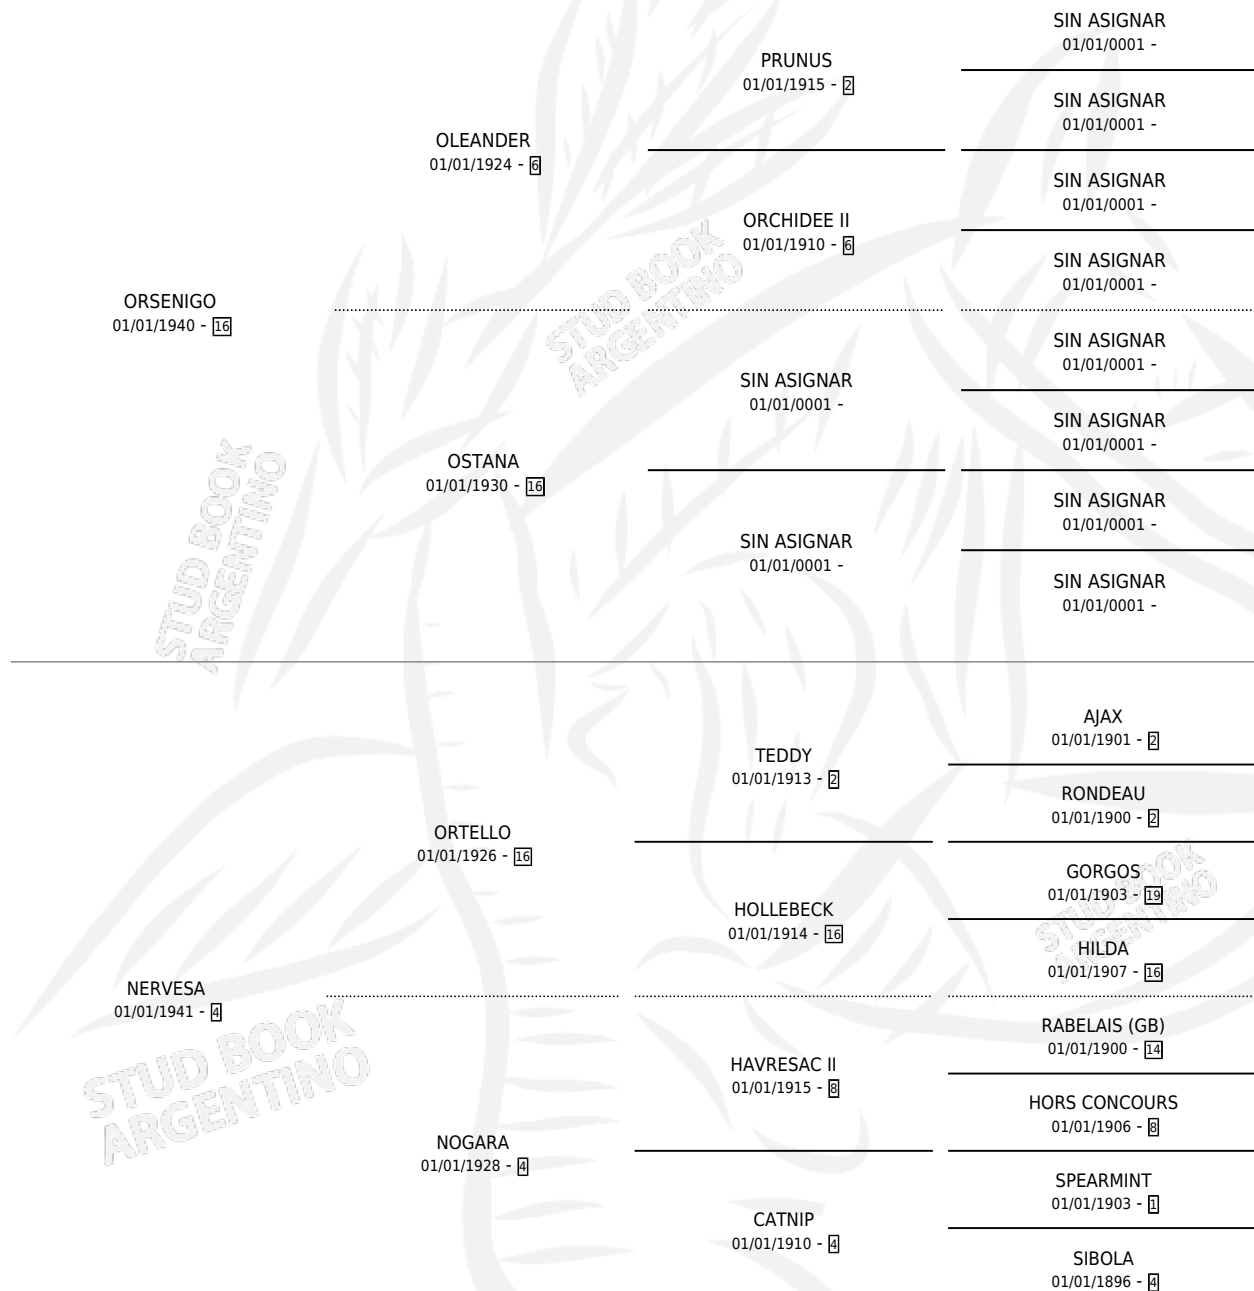 SIN ASIGNAR
01/01/0001 -
PRUNUS
01/01/1915 - 2
SIN ASIGNAR
01/01/0001 -
OLEANDER
01/01/1924 - 6
SIN ASIGNAR
01/01/0001 -
ORCHIDEE II
01/01/1910 - 6
SIN ASIGNAR
01/01/0001 -
ORSENIGO
01/01/1940 - 16
SIN ASIGNAR
01/01/0001 -
SIN ASIGNAR
01/01/0001 -
SIN ASIGNAR
01/01/0001 -
OSTANA
01/01/1930 - 16
SIN ASIGNAR
01/01/0001 -
SIN ASIGNAR
01/01/0001 -
SIN ASIGNAR
01/01/0001 -
STUD BOOK
ARGENTINO
STUD BOOK
ARGENTINO
AJAX
01/01/1901 - 2
TEDDY
01/01/1913 - 2
RONDEAU
01/01/1900 - 2
ORTELLO
01/01/1926 - 16
GORGOS
01/01/1903 - 19
HOLLEBECK
01/01/1914 - 16
HILDA
01/01/1907 - 16
NERVESA
01/01/1941 - 4
RABELAIS (GB)
01/01/1900 - 14
HAVRESAC II
01/01/1915 - 8
HORS CONCOURS
01/01/1906 - 8
NOGARA
01/01/1928 - 4
SPEARMINT
01/01/1903 - 1
CATNIP
01/01/1910 - 4
SIBOLA
01/01/1896 - 4
STUD BOOK
ARGENTINO
STUD BOOK
ARGENTINO